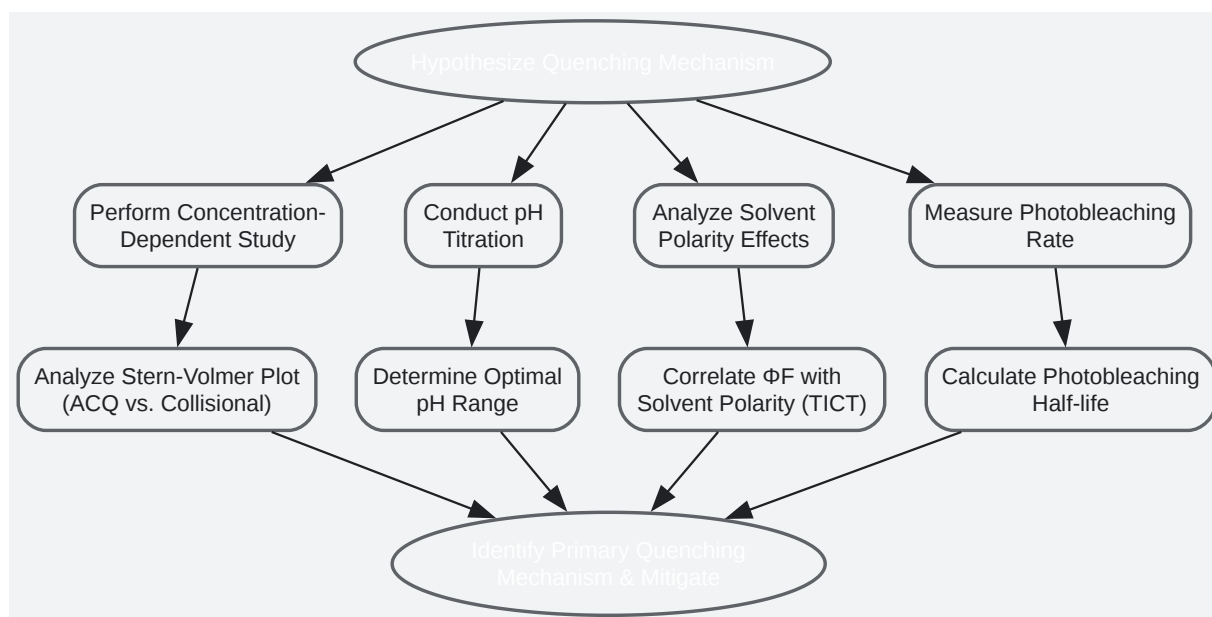 Hypothesize Quenching Mechanism
Perform Concentration-
Dependent Study
Conduct pH
Titration
Analyze Solvent
Polarity Effects
Measure Photobleaching
Rate
Analyze Stern-Volmer Plot
(ACQ vs. Collisional)
Determine Optimal
pH Range
Correlate ΦF with
Solvent Polarity (TICT)
Calculate Photobleaching
Half-life
Identify Primary Quenching
Mechanism & Mitigate